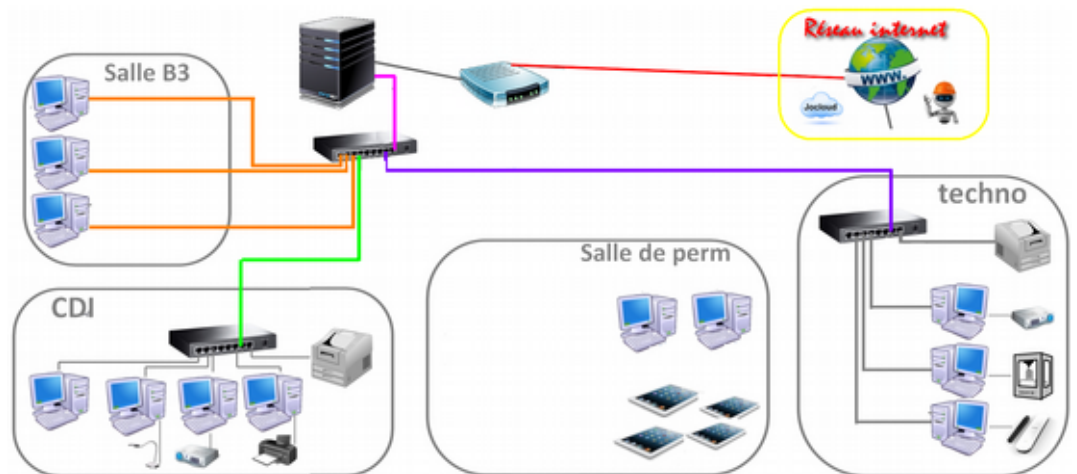 Salle B3
Réseau internet
WWW.
Jocloud
techno
Salle de perm
CDI